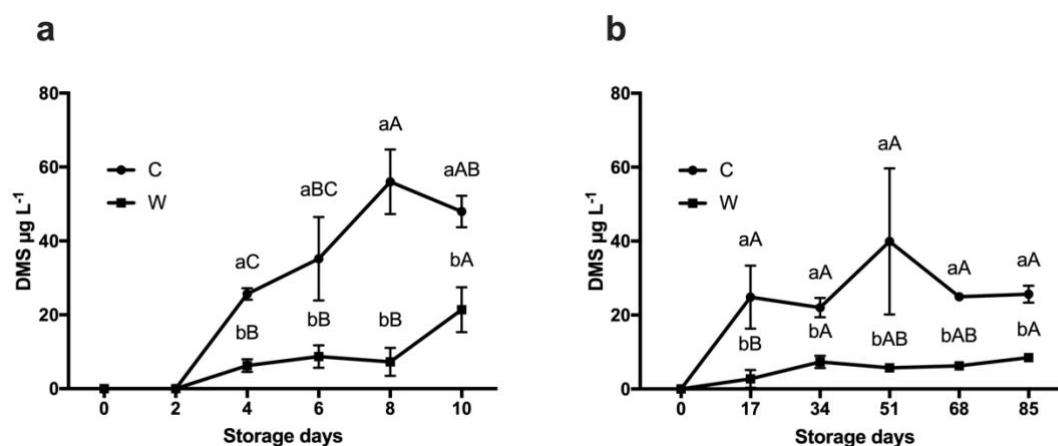 a
80
60
40
20
0
DMS µg L⁻¹
C
W
aC
aBC
aA
aAB
bB
bB
bB
bA
0 2 4 6 8 10
Storage days
b
80
60
40
20
0
DMS µg L⁻¹
C
W
aA
aA
aA
aA
aA
bB
bA
bAB
bAB
bA
0 17 34 51 68 85
Storage days